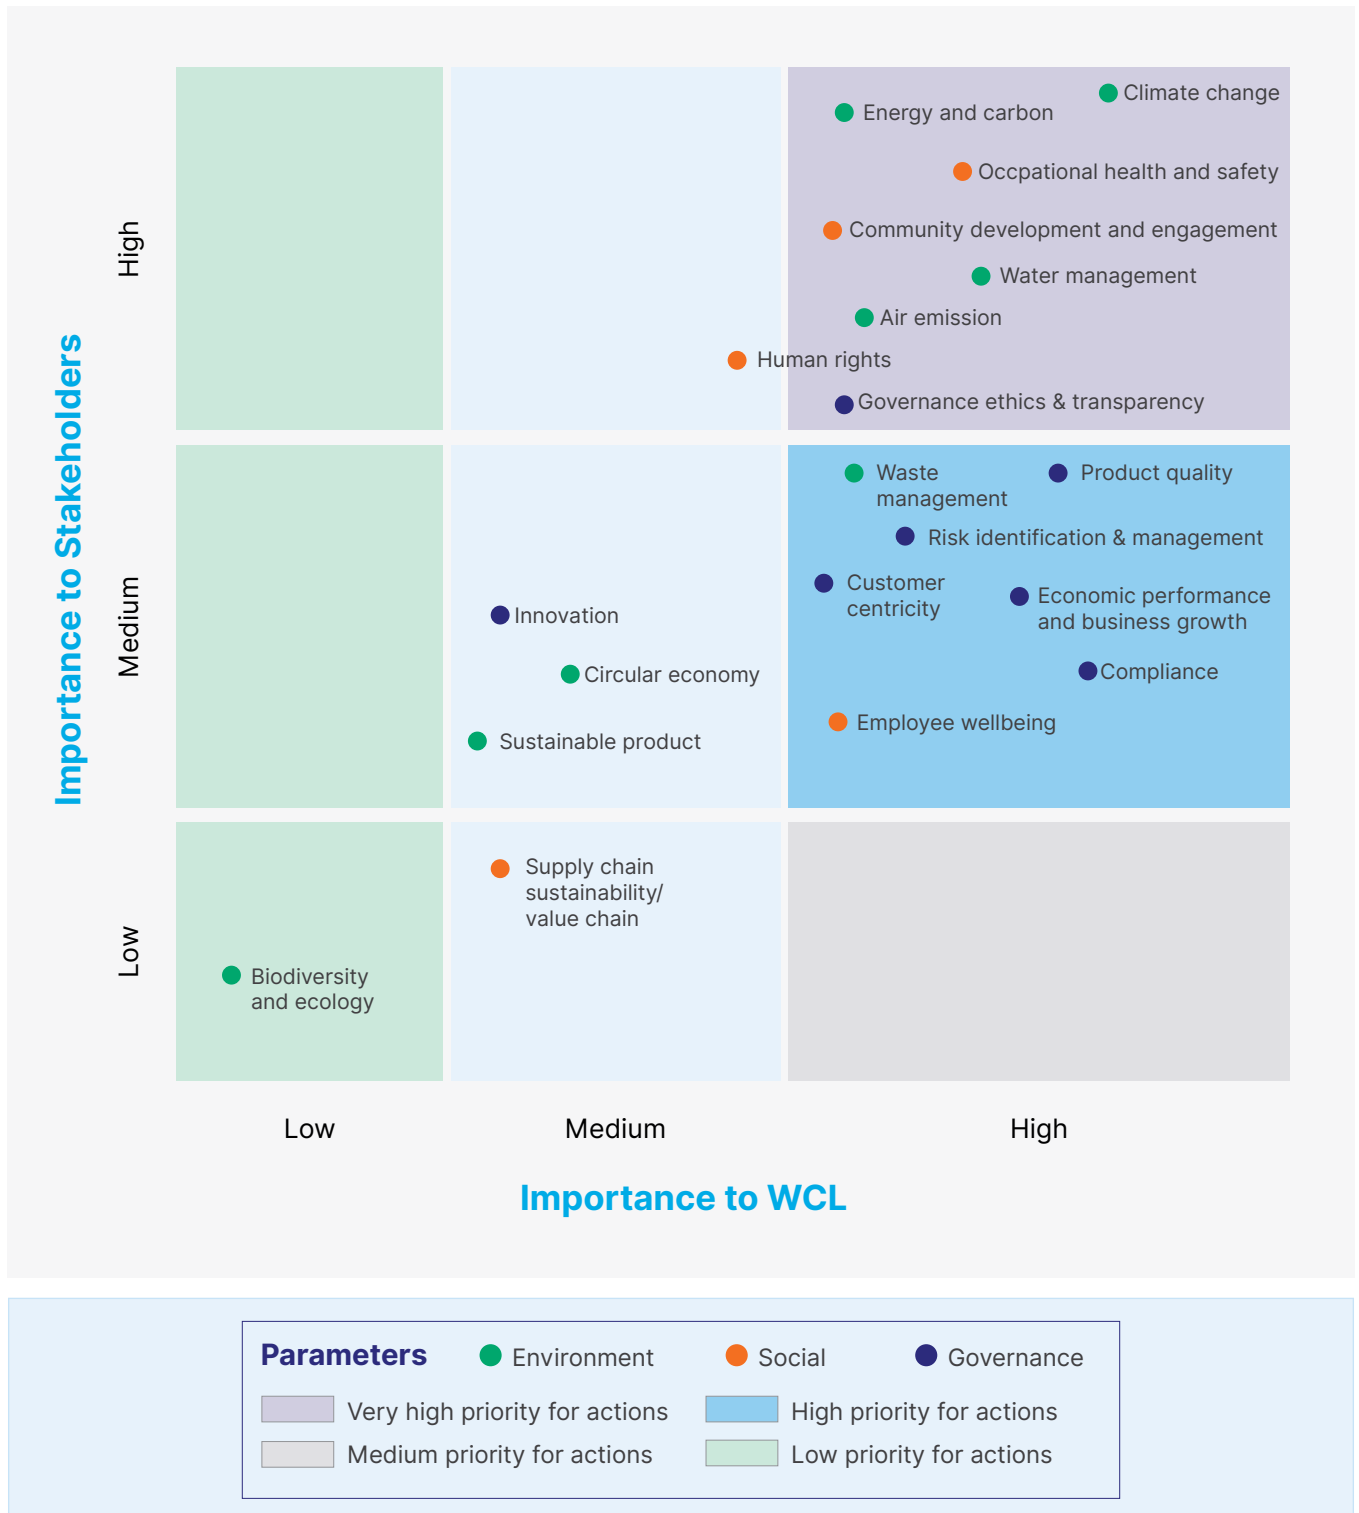 Importance to Stakeholders
High
Medium
Low
Climate change
Energy and carbon
Occpational health and safety
Community development and engagement
Water management
Air emission
Human rights
Governance ethics & transparency
Waste
management
Product quality
Risk identification & management
Customer
centricity
Economic performance
and business growth
Innovation
Circular economy
Compliance
Employee wellbeing
Sustainable product
Supply chain
sustainability/
value chain
Biodiversity
and ecology
Low
Medium
High
Importance to WCL
Parameters
Environment
Social
Governance
Very high priority for actions
High priority for actions
Medium priority for actions
Low priority for actions